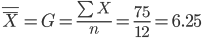 $\overline{\overline{X}} = G = \frac{\sum X}{n} = \frac{75}{12} = 6.25$